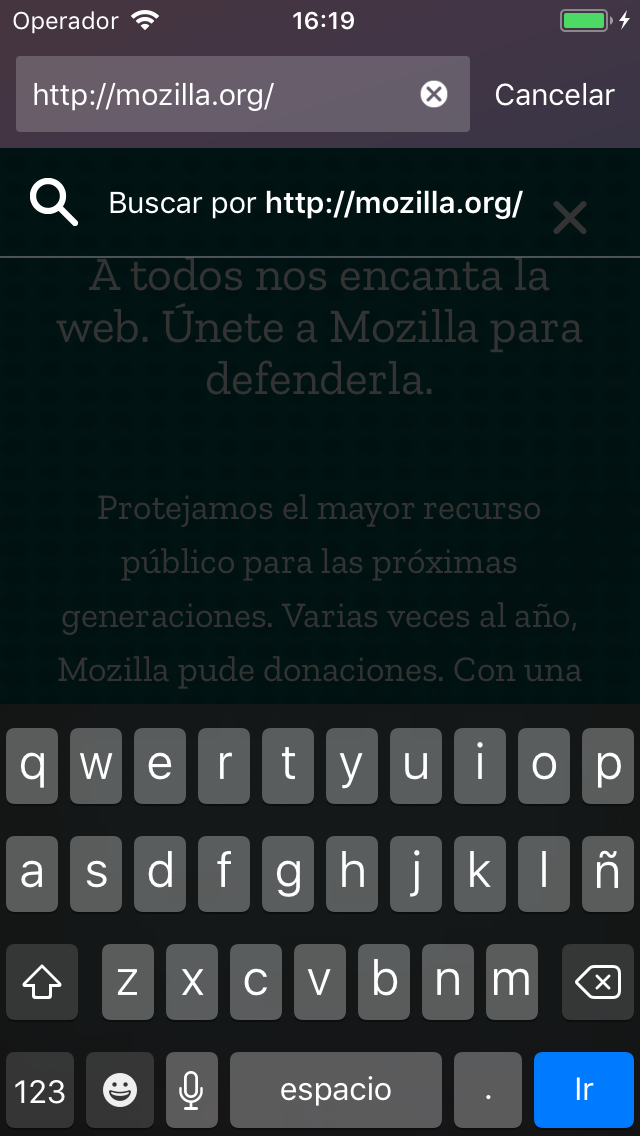 Operador 16:19
http://mozilla.org/ Cancelar
Buscar por http://mozilla.org/
A todos nos encanta la
web. Únete a Mozilla para
defenderla.
Protejamos el mayor recurso
público para las próximas
generaciones. Varias veces al año,
Mozilla pude donaciones. Con una
q w e r t y u i o p
a s d f g h j k l ñ
z x c v b n m
123 espacio . Ir